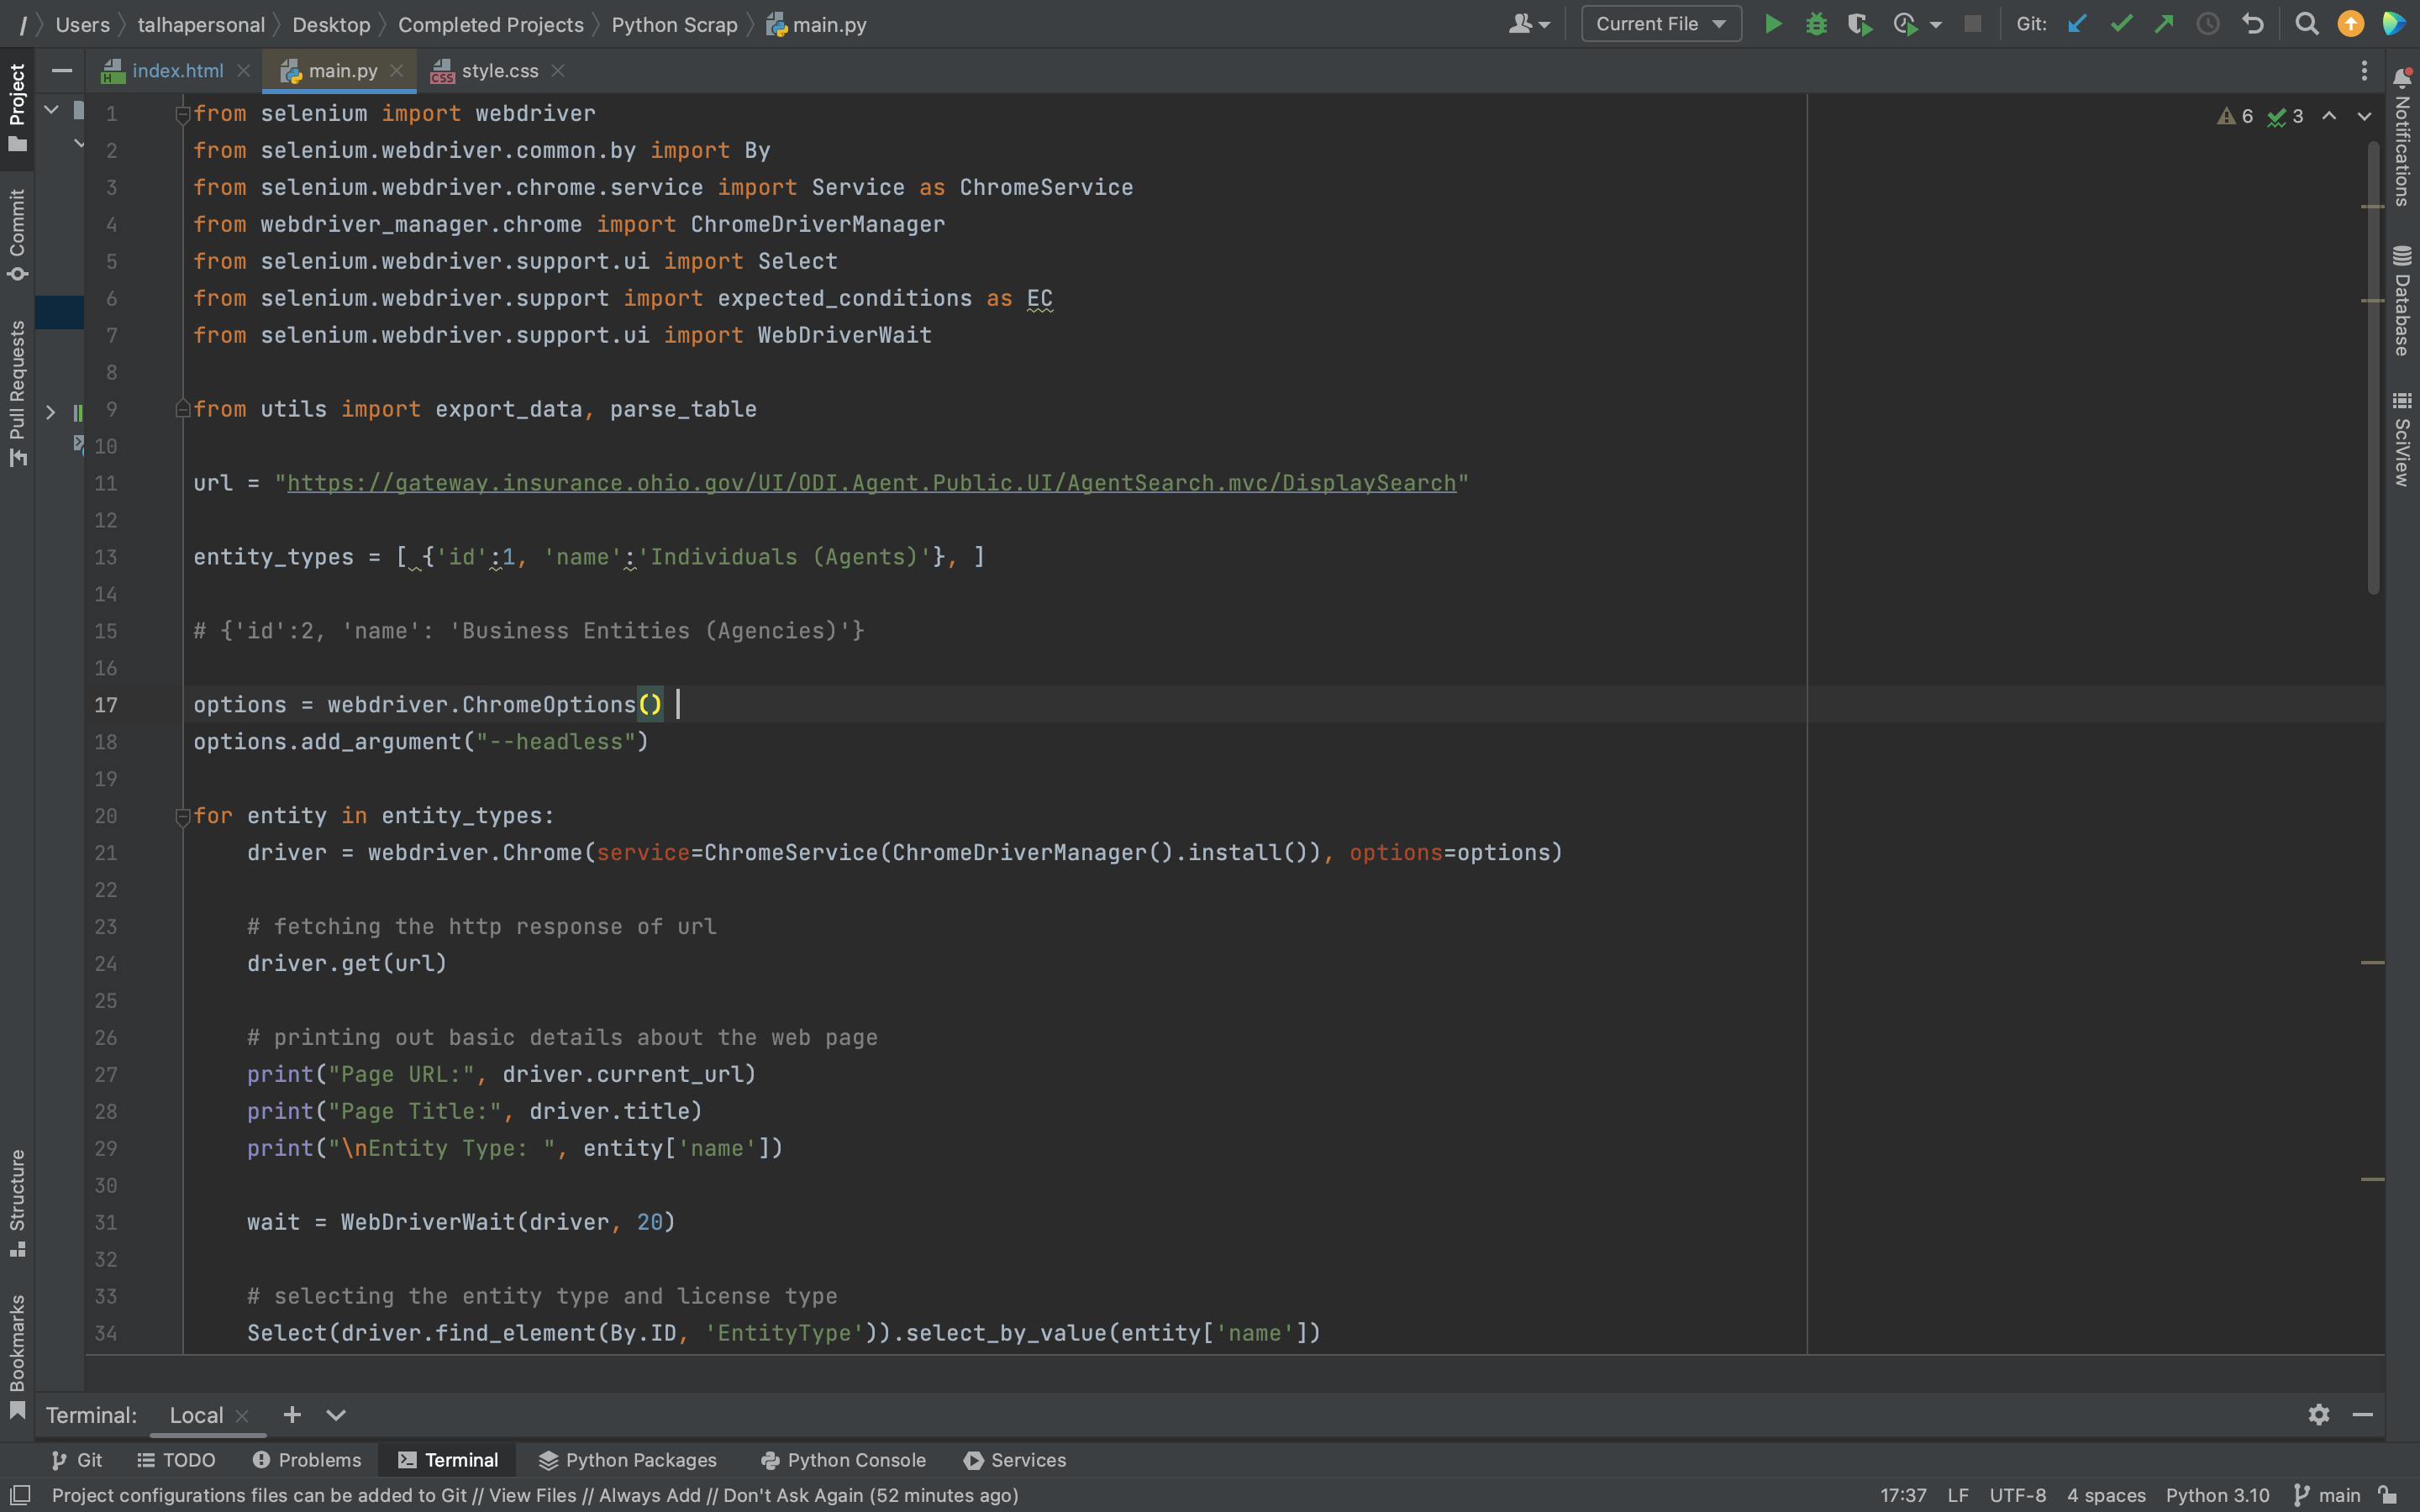 / Users talhapersonal Desktop Completed Projects Python Scrap main.py Current File Git:
index.html main.py style.css
Project
Commit
Pull Requests
Structure
Bookmarks
6 3
1 from selenium import webdriver
2 from selenium.webdriver.common.by import By
3 from selenium.webdriver.chrome.service import Service as ChromeService
4 from webdriver_manager.chrome import ChromeDriverManager
5 from selenium.webdriver.support.ui import Select
6 from selenium.webdriver.support import expected_conditions as EC
7 from selenium.webdriver.support.ui import WebDriverWait
8
9 from utils import export_data, parse_table
10
11 url = "https://gateway.insurance.ohio.gov/UI/ODI.Agent.Public.UI/AgentSearch.mvc/DisplaySearch"
12
13 entity_types = [ {'id':1, 'name':'Individuals (Agents)'}, ]
14
15 # {'id':2, 'name': 'Business Entities (Agencies)'}
16
17 options = webdriver.ChromeOptions()
18 options.add_argument("--headless")
19
20 for entity in entity_types:
21 driver = webdriver.Chrome(service=ChromeService(ChromeDriverManager().install()), options=options)
22
23 # fetching the http response of url
24 driver.get(url)
25
26 # printing out basic details about the web page
27 print("Page URL:", driver.current_url)
28 print("Page Title:", driver.title)
29 print("\nEntity Type: ", entity['name'])
30
31 wait = WebDriverWait(driver, 20)
32
33 # selecting the entity type and license type
34 Select(driver.find_element(By.ID, 'EntityType')).select_by_value(entity['name'])
Notifications
Database
SciView
Terminal: Local
Git TODO Problems Terminal Python Packages Python Console Services
Project configurations files can be added to Git // View Files // Always Add // Don't Ask Again (52 minutes ago) 17:37 LF UTF-8 4 spaces Python 3.10 main